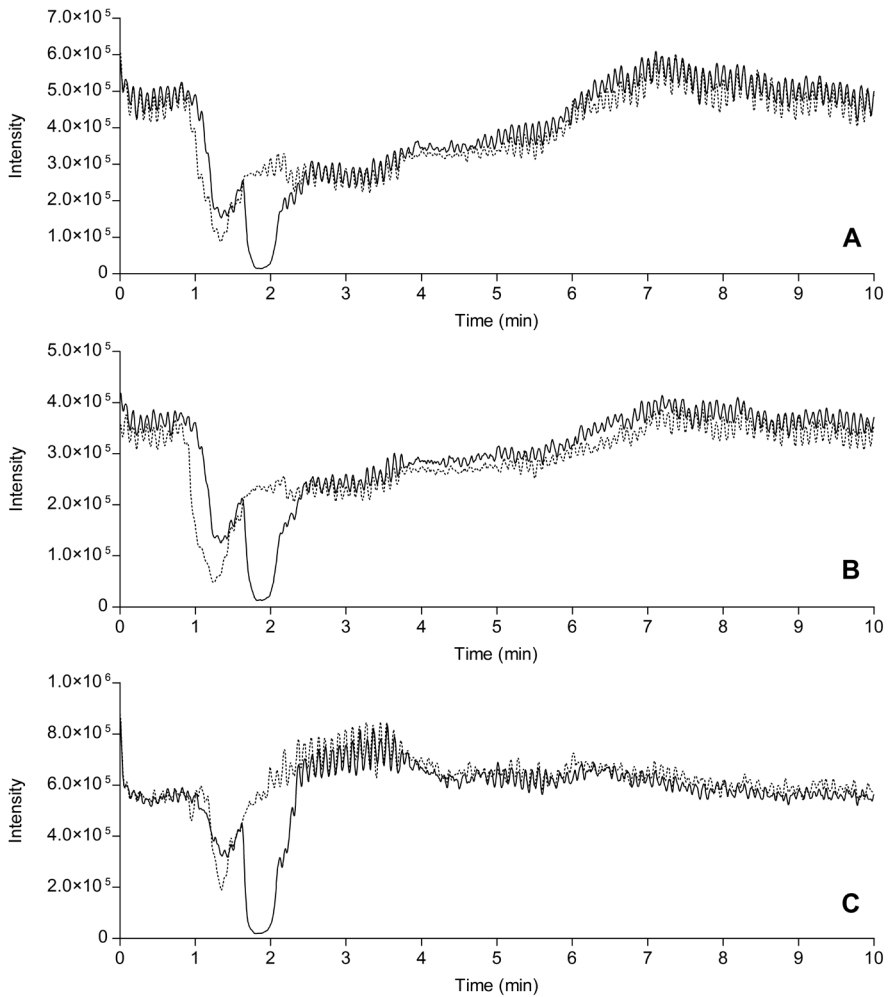 7.0×10⁵
6.0×10⁵
5.0×10⁵
4.0×10⁵
3.0×10⁵
2.0×10⁵
1.0×10⁵
0
Intensity
A
0 1 2 3 4 5 6 7 8 9 10
Time (min)
5.0×10⁵
4.0×10⁵
3.0×10⁵
2.0×10⁵
1.0×10⁵
0
Intensity
B
0 1 2 3 4 5 6 7 8 9 10
Time (min)
1.0×10⁶
8.0×10⁵
6.0×10⁵
4.0×10⁵
2.0×10⁵
0
Intensity
C
0 1 2 3 4 5 6 7 8 9 10
Time (min)